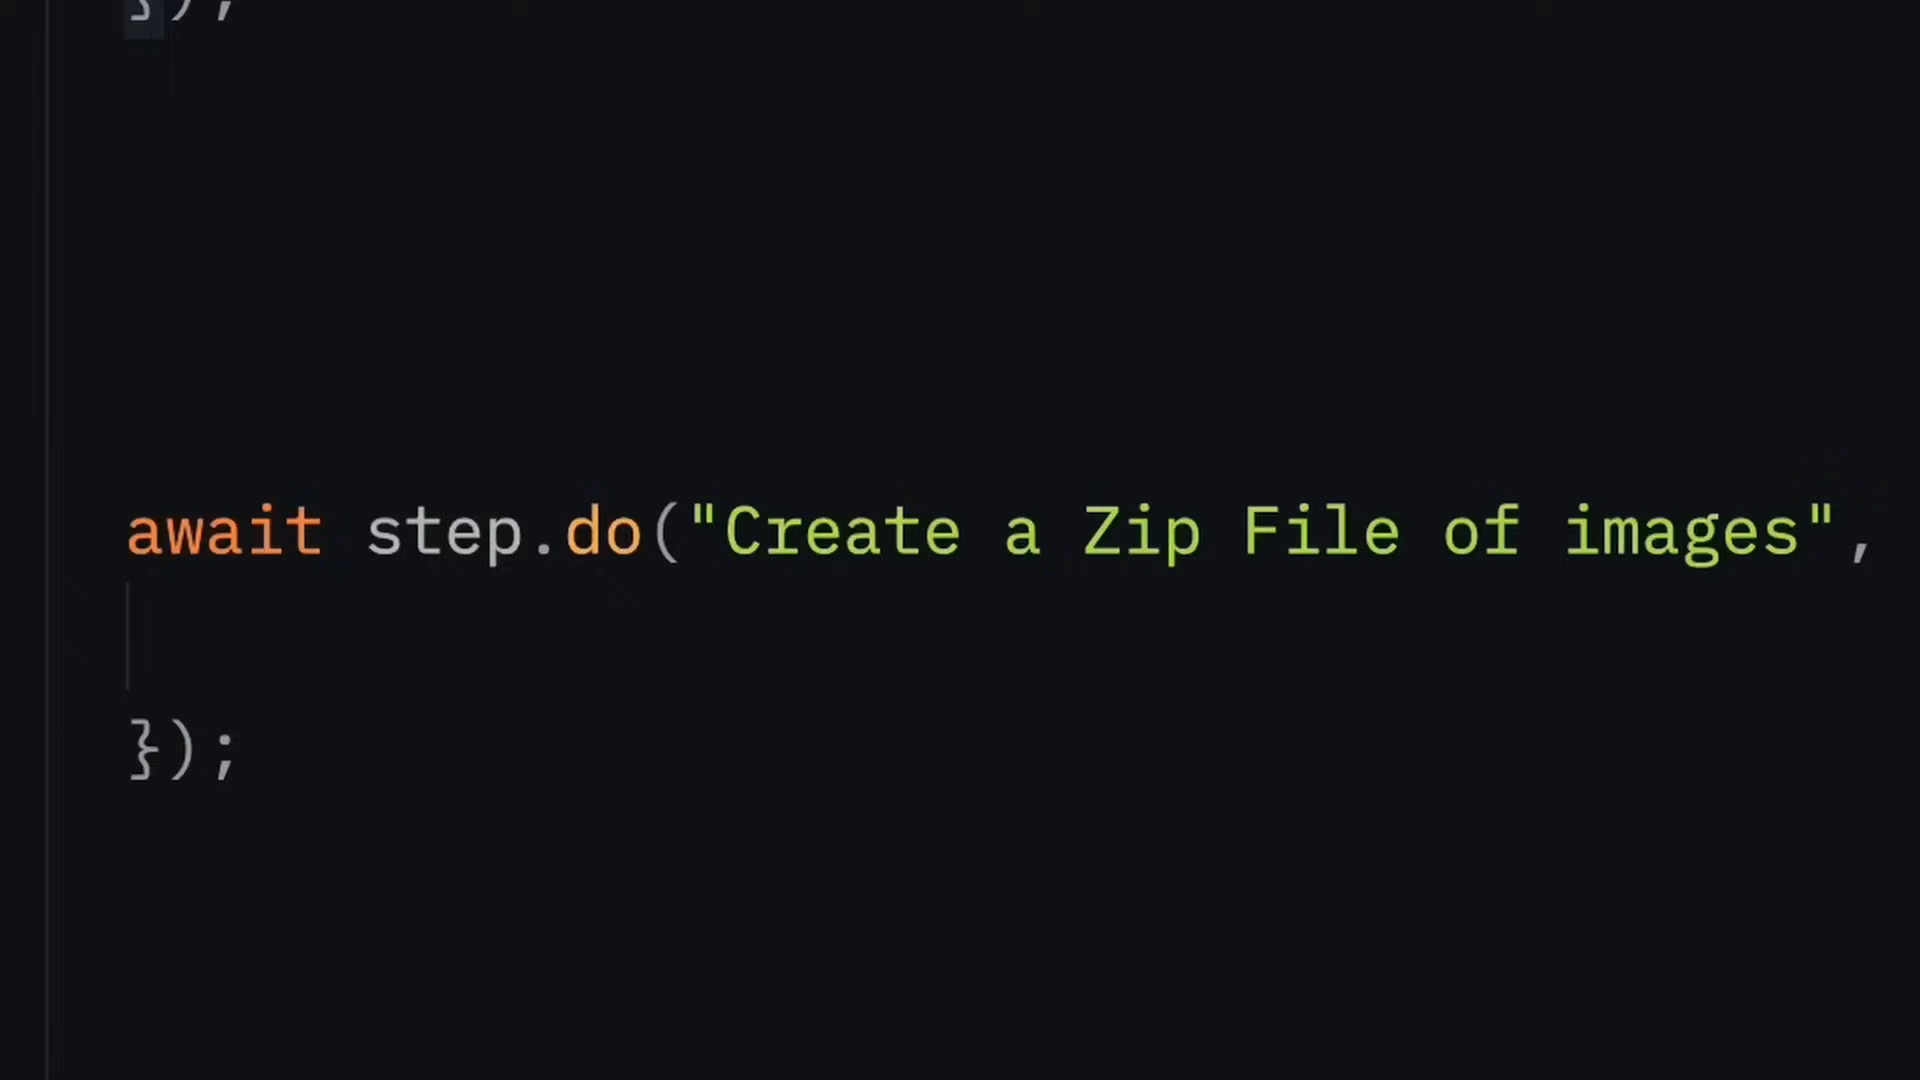 });
await step.do("Create a Zip File of images",
});